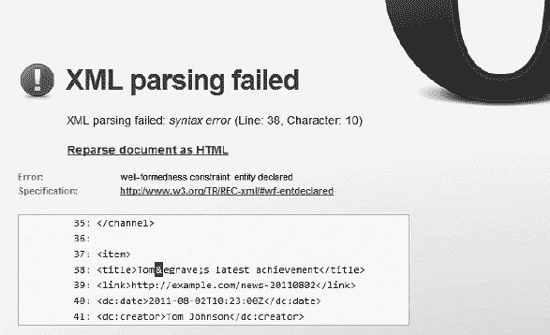 XML parsing failed
XML parsing failed: syntax error (Line: 38, Character: 10)
Reparse document as HTML
Error: well-formedness constraint: entity declared
Specification: http://www.w3.org/TR/REC-xml/#wf-entdeclared
35: </channel>
36:
37: <item>
38: <title>Tom&egrave;s latest achievement</title>
39: <link>http://example.com/news-20110802</link>
40: <dc:date>2011-08-02T10:23:00Z</dc:date>
41: <dc:creator>Tom Johnson</dc:creator>